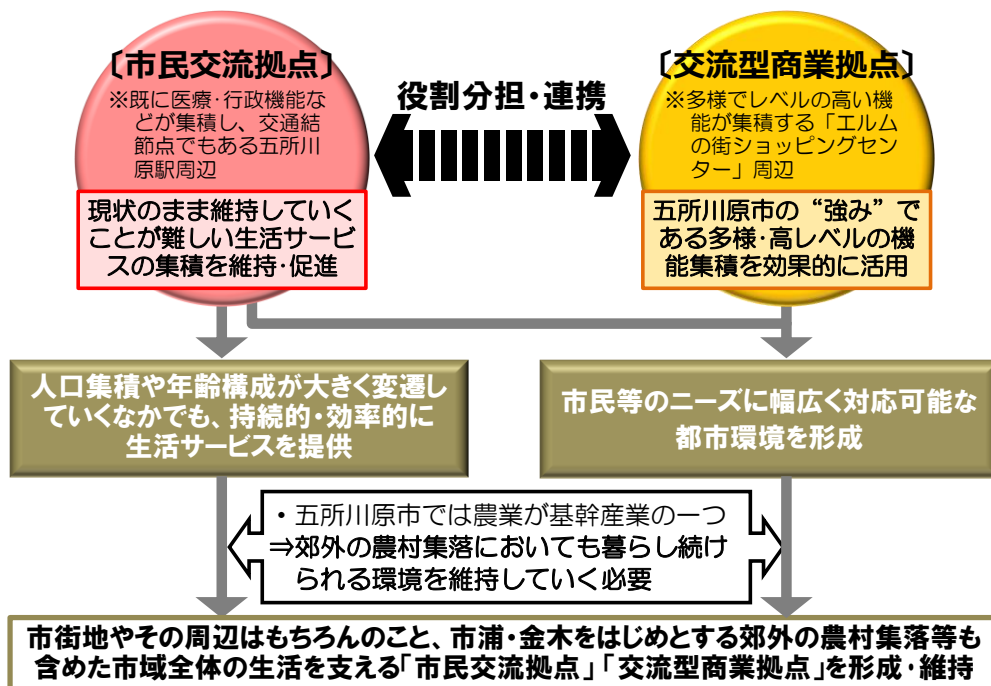 〔市民交流拠点〕
※既に医療・行政機能な
どが集積し、交通結
節点でもある五所川
原駅周辺
現状のまま維持していく
ことが難しい生活サービ
スの集積を維持・促進
役割分担・連携
〔交流型商業拠点〕
※多様でレベルの高い機
能が集積する「エルム
の街ショッピングセン
ター」周辺
五所川原市の“強み”で
ある多様・高レベルの機
能集積を効果的に活用
人口集積や年齢構成が大きく変遷し
ていくなかでも、持続的・効率的に
生活サービスを提供
市民等のニーズに幅広く対応可能な
都市環境を形成
・五所川原市では農業が基幹産業の一つ
⇒郊外の農村集落においても暮らし続け
られる環境を維持していく必要
市街地やその周辺はもちろんのこと、市浦・金木をはじめとする郊外の農村集落等も
含めた市域全体の生活を支える「市民交流拠点」「交流型商業拠点」を形成・維持